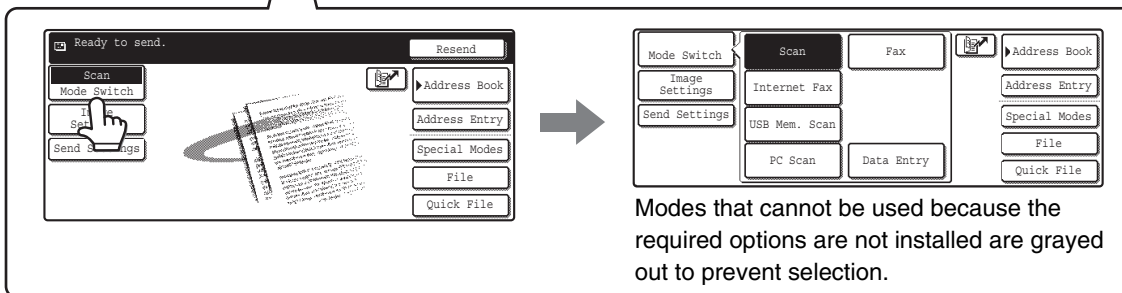 Ready to send.
Resend
Scan
Mode Switch
Address Book
Address Entry
Send
Special Modes
File
Quick File
Mode Switch
Scan
Fax
Address Book
Image
Settings
Internet Fax
Address Entry
Send Settings
USB Mem. Scan
Special Modes
File
PC Scan
Data Entry
Quick File
Modes that cannot be used because the
required options are not installed are grayed
out to prevent selection.